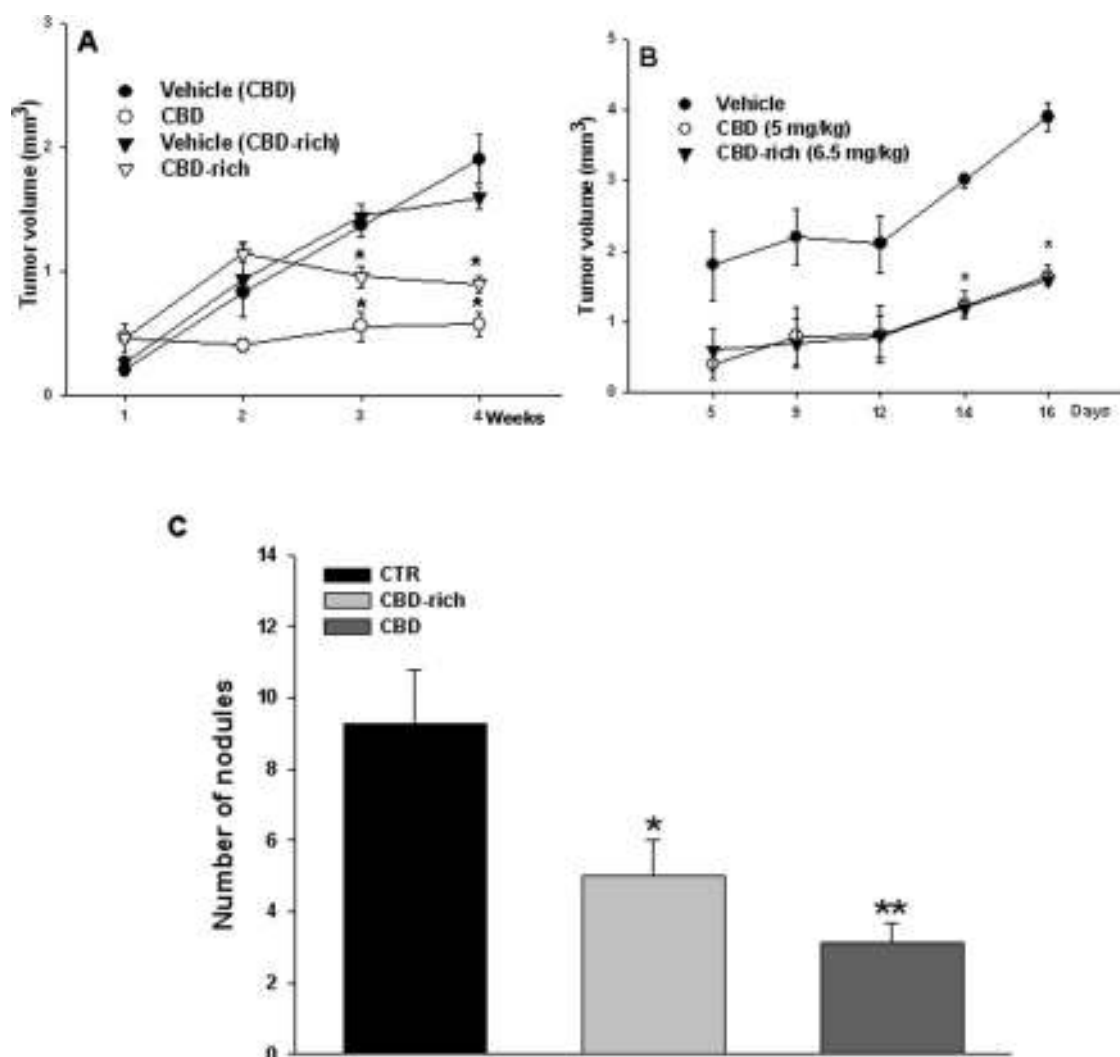 A
Vehicle (CBD)
CBD
Vehicle (CBD-rich)
CBD-rich
Tumor volume (mm³)
3
2
1
0
1 2 3 4 Weeks
*
*
*
*
B
Vehicle
CBD (5 mg/kg)
CBD-rich (6.5 mg/kg)
Tumor volume (mm³)
5
4
3
2
1
0
5 9 12 14 16 Days
*
*
C
CTR
CBD-rich
CBD
Number of nodules
14
12
10
8
6
4
2
0
*
**